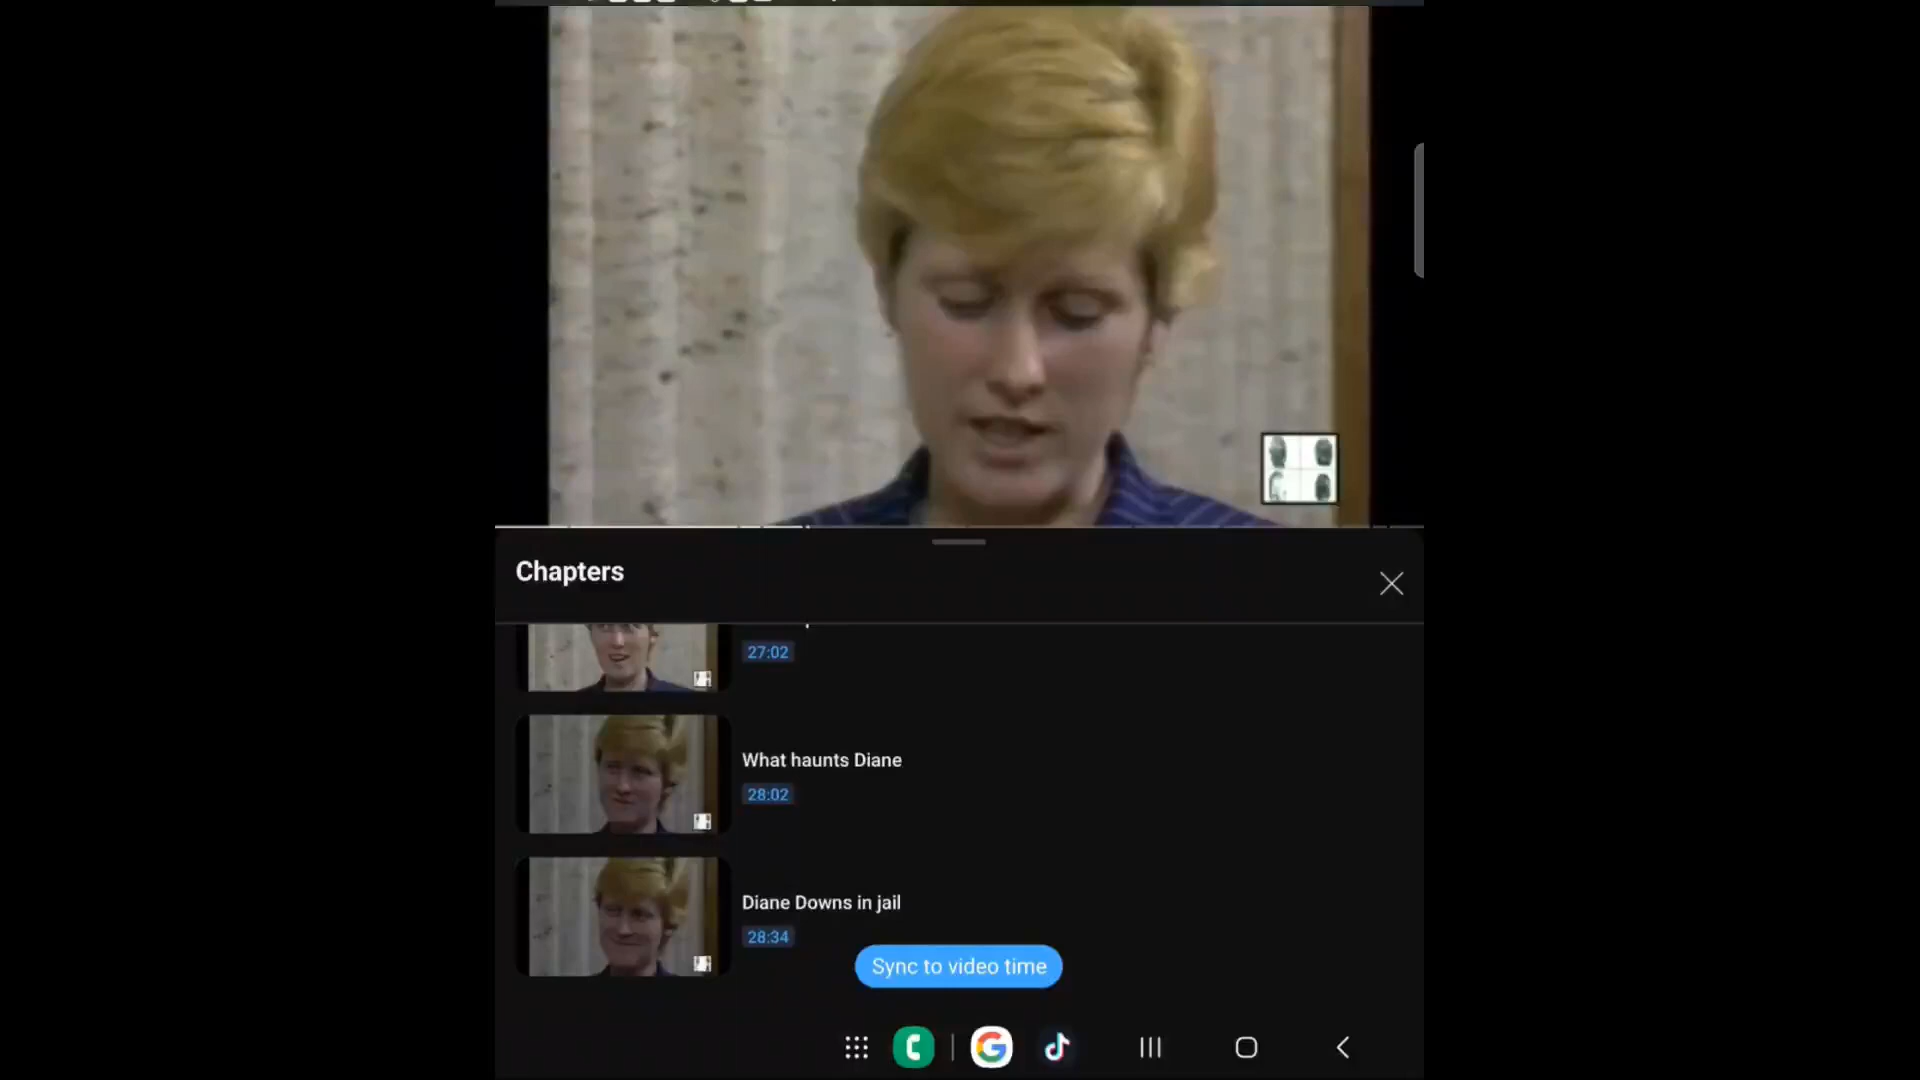 Chapters
27:02
What haunts Diane
28:02
Diane Downs in jail
28:34
Sync to video time